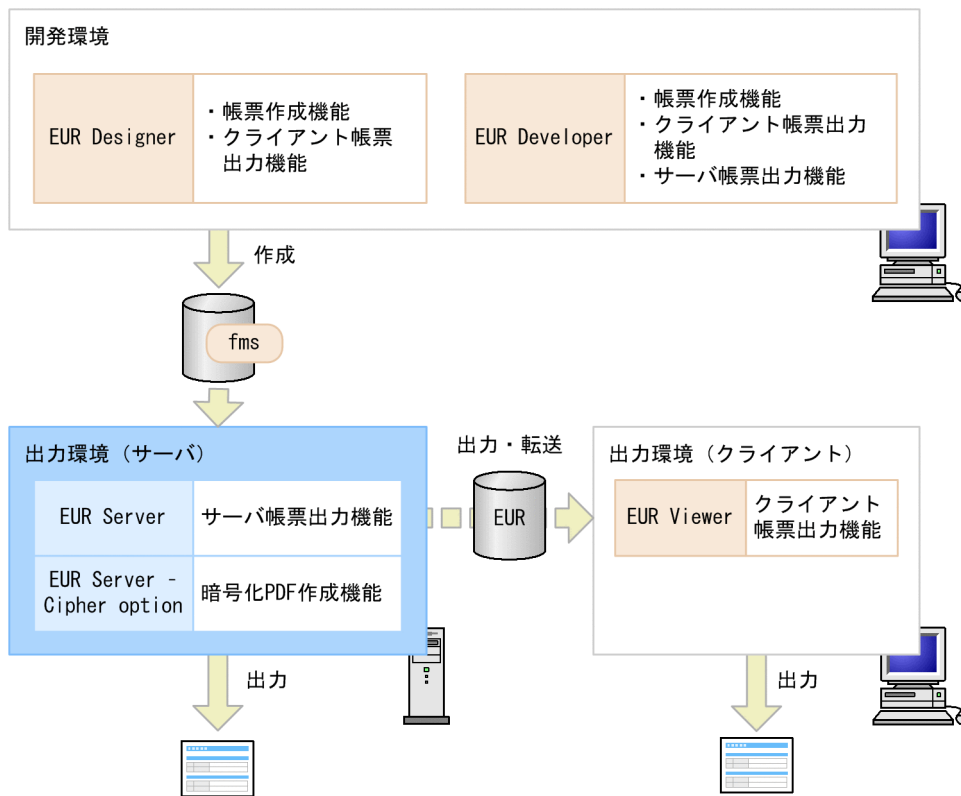 開発環境
EUR Designer
・帳票作成機能
・クライアント帳票
出力機能
EUR Developer
・帳票作成機能
・クライアント帳票出力
機能
・サーバ帳票出力機能
作成
fms
出力環境（サーバ）
EUR Server
サーバ帳票出力機能
EUR Server -
Cipher option
暗号化PDF作成機能
出力・転送
EUR
出力環境（クライアント）
EUR Viewer
クライアント
帳票出力機能
出力
出力